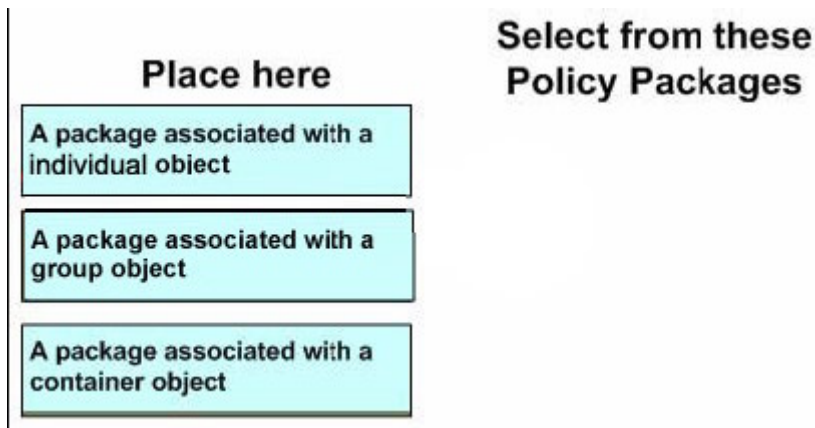 Place here
Select from these
Policy Packages
A package associated with a
individual object
A package associated with a
group object
A package associated with a
container object